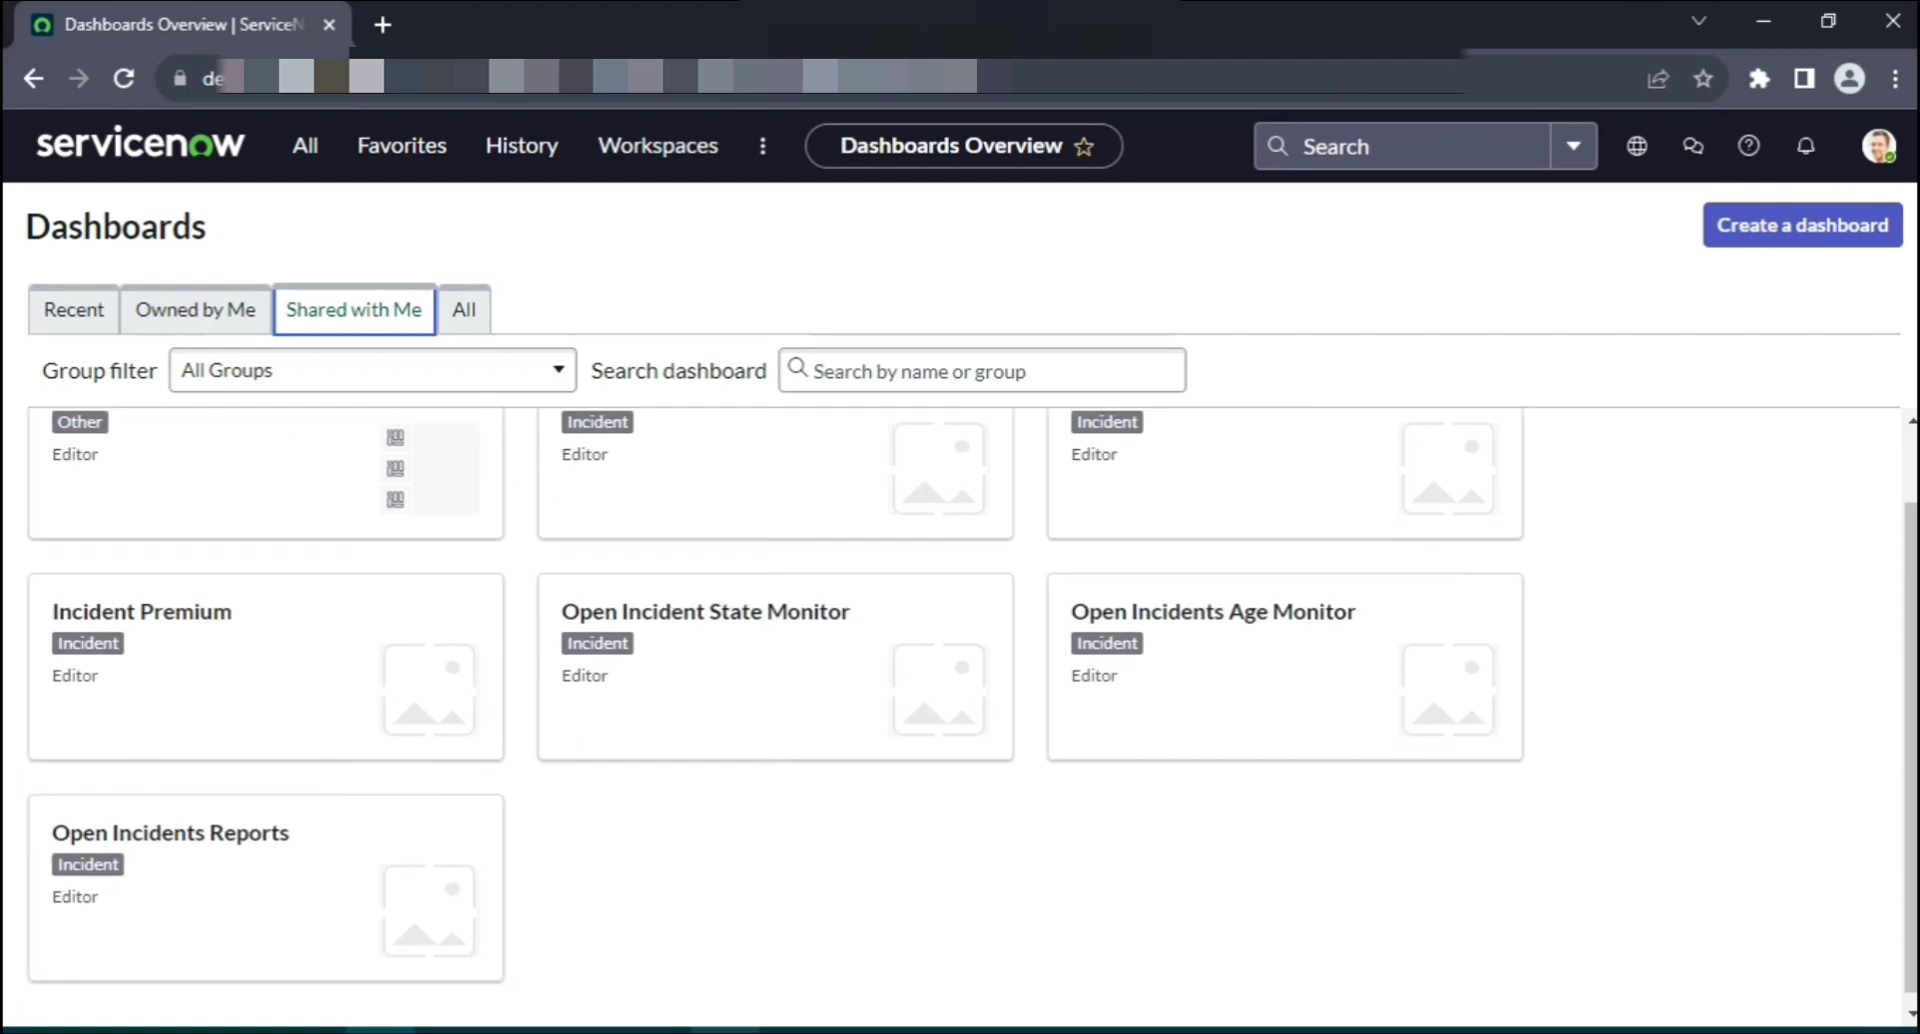 Dashboards Overview | ServiceN
de
servicenow
All
Favorites
History
Workspaces
Dashboards Overview
Search
Dashboards
Create a dashboard
Recent
Owned by Me
Shared with Me
All
Group filter
All Groups
Search dashboard
Search by name or group
Other
Editor
Incident
Editor
Incident
Editor
Incident Premium
Incident
Editor
Open Incident State Monitor
Incident
Editor
Open Incidents Age Monitor
Incident
Editor
Open Incidents Reports
Incident
Editor